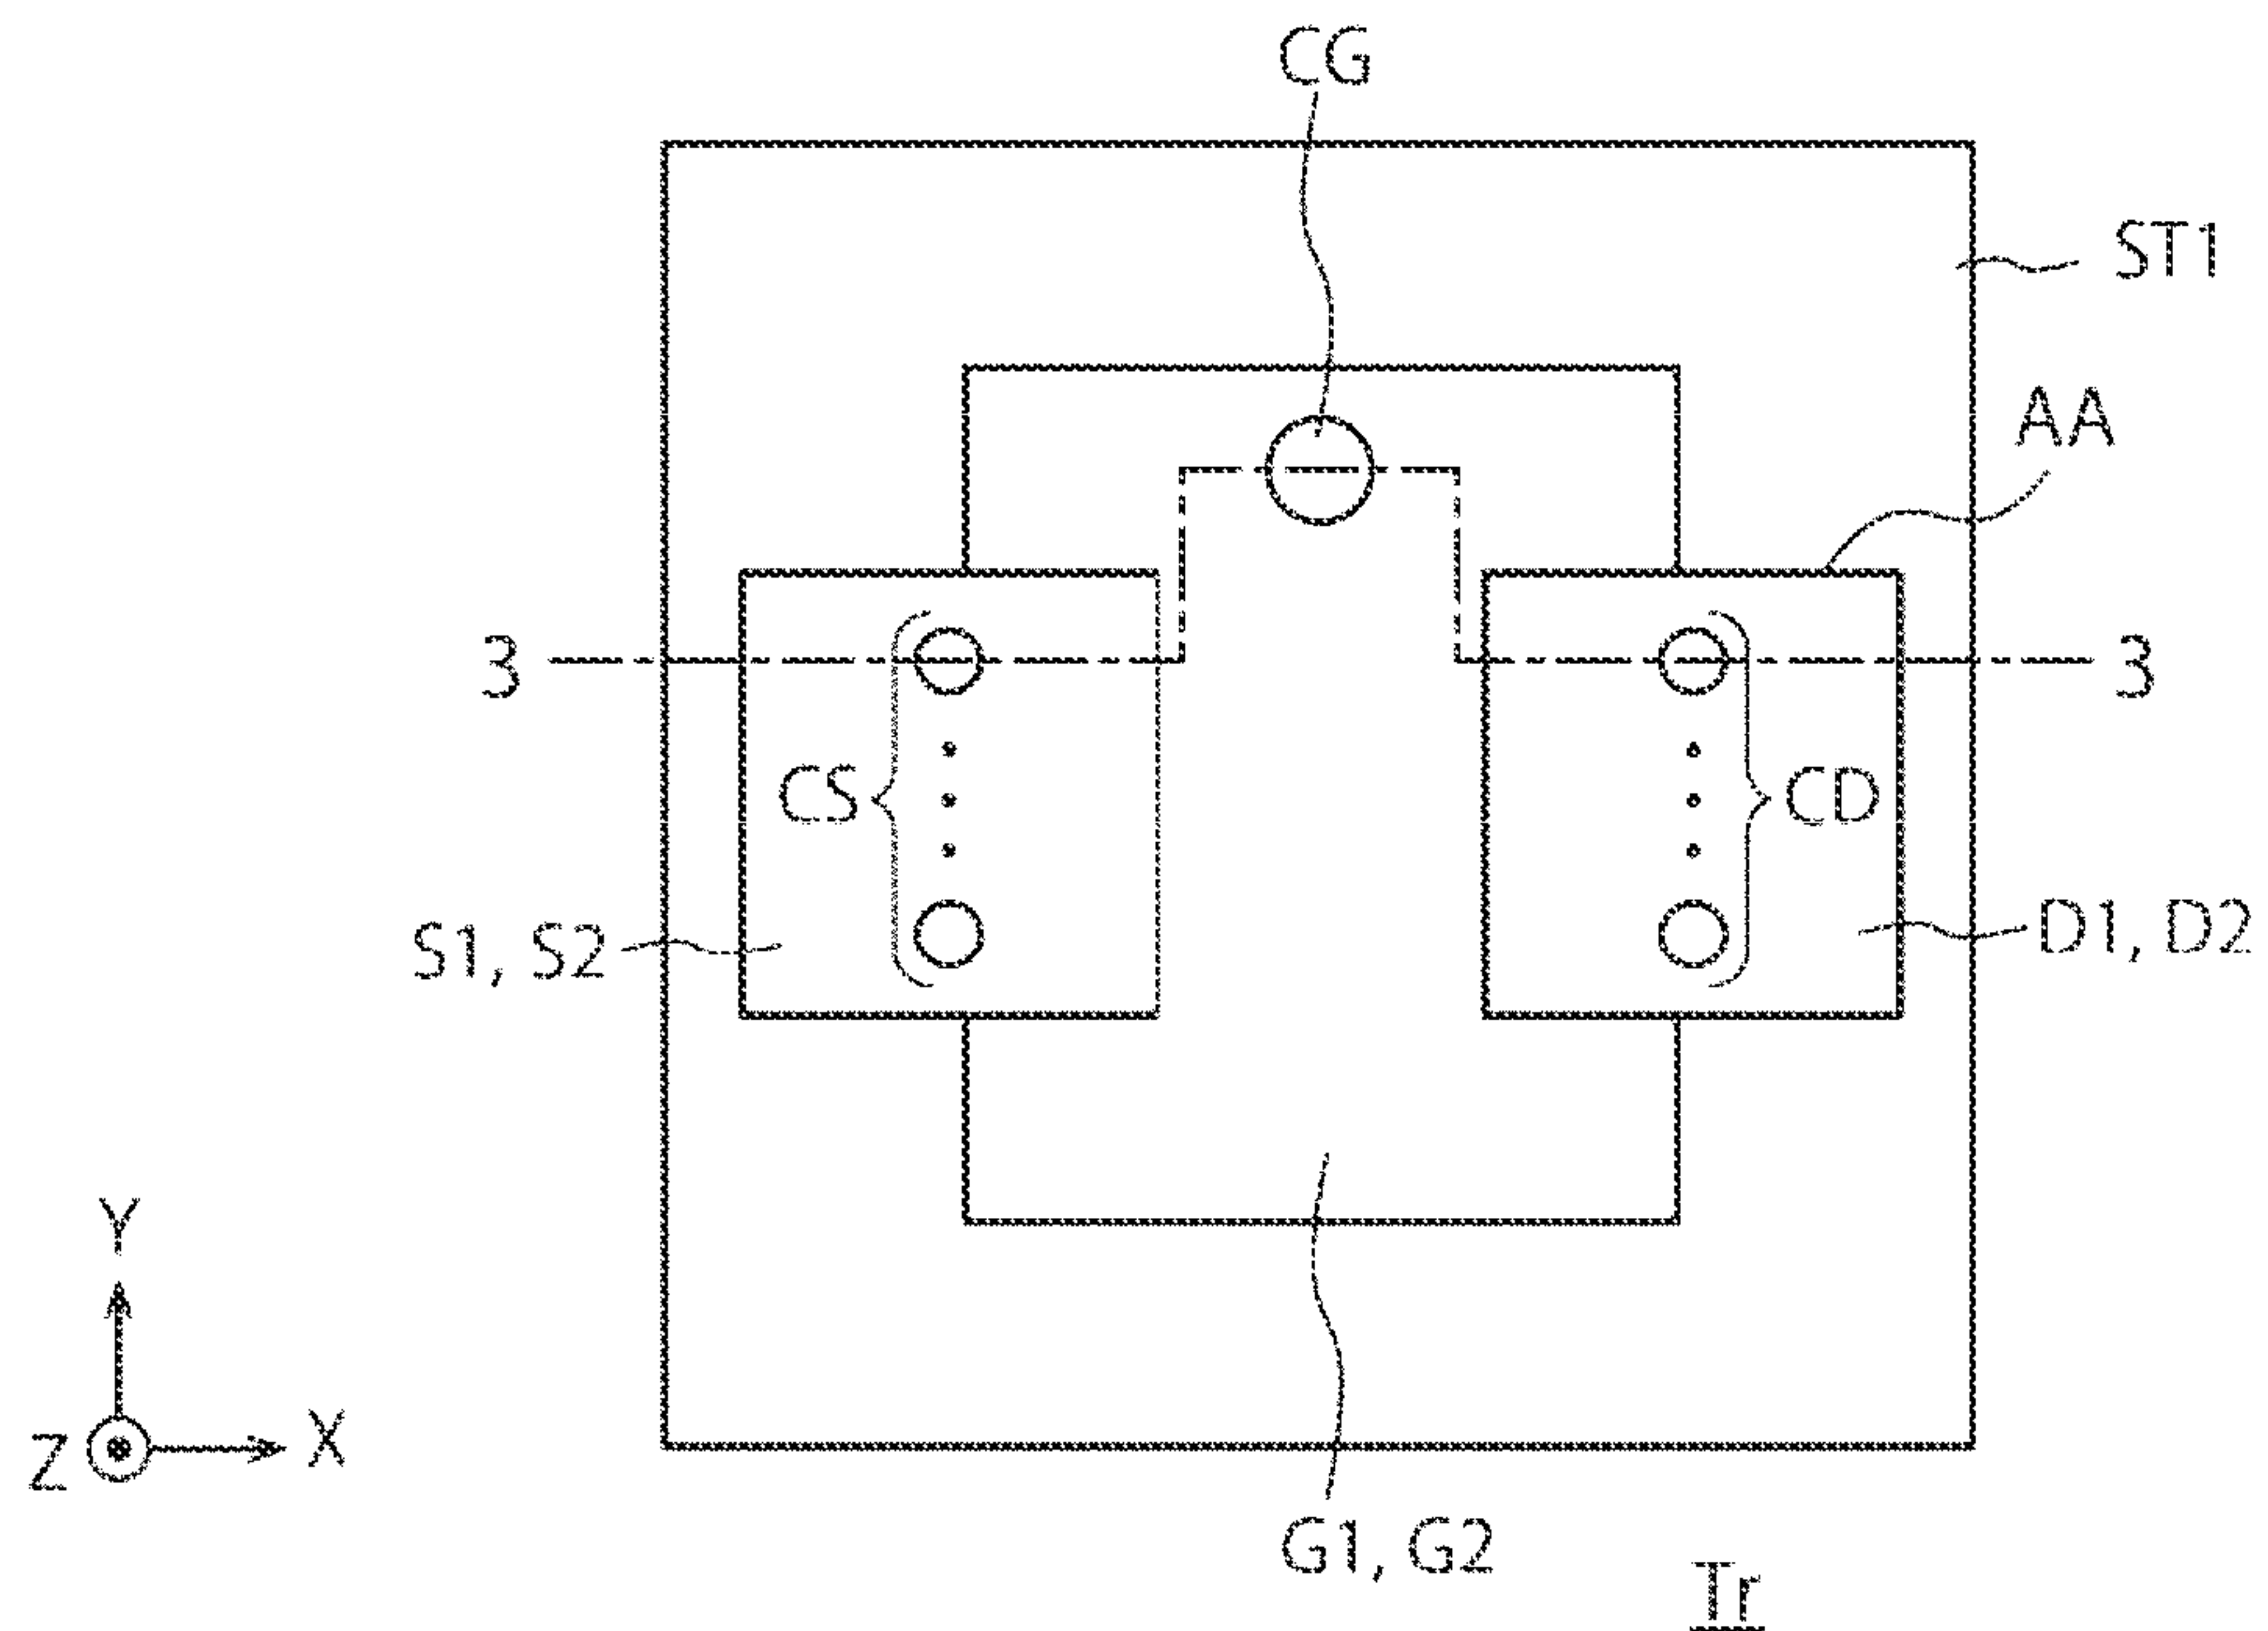 CG
ST1
AA
3
3
CS
CD
S1, S2
D1, D2
Y
Z
X
G1, G2
Tr